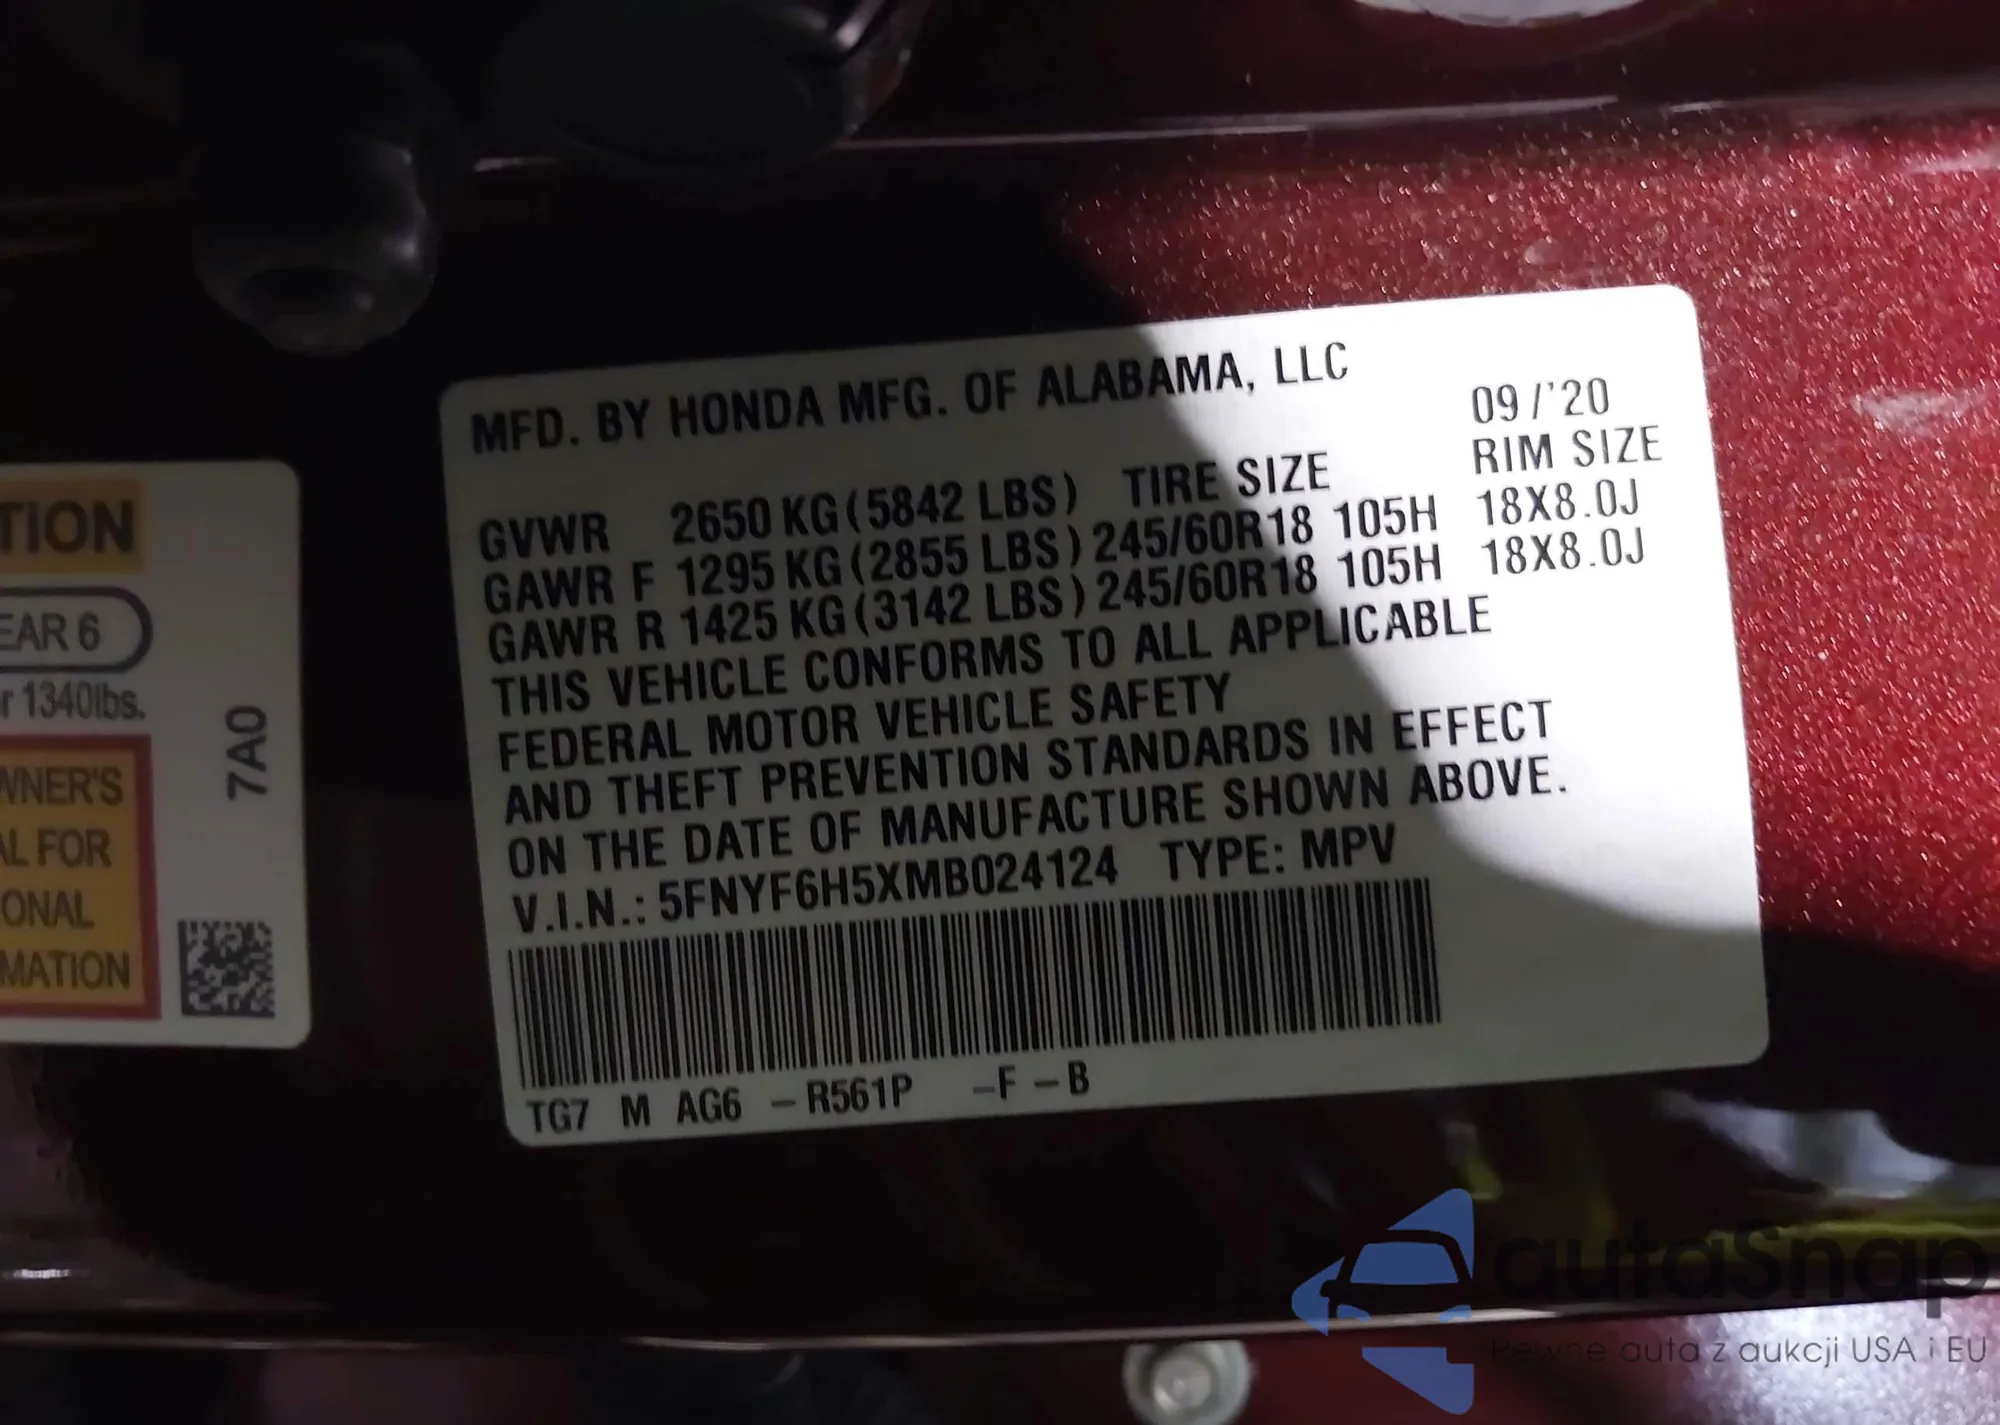 MFD. BY HONDA MFG. OF ALABAMA, LLC
09/'20
GVWR 2650 KG (5842 LBS) TIRE SIZE RIM SIZE
GAWR F 1295 KG (2855 LBS) 245/60R18 105H 18X8.0J
GAWR R 1425 KG (3142 LBS) 245/60R18 105H 18X8.0J
THIS VEHICLE CONFORMS TO ALL APPLICABLE
FEDERAL MOTOR VEHICLE SAFETY
AND THEFT PREVENTION STANDARDS IN EFFECT
ON THE DATE OF MANUFACTURE SHOWN ABOVE.
V.I.N.: 5FNYF6H5XMB024124 TYPE: MPV
TG7 M AG6 -R561P -F-B
TION
EAR 6
r 1340lbs.
7A0
WNER'S
AL FOR
ONAL
MATION
autaSnap
Pewne auta z aukcji USA i EU